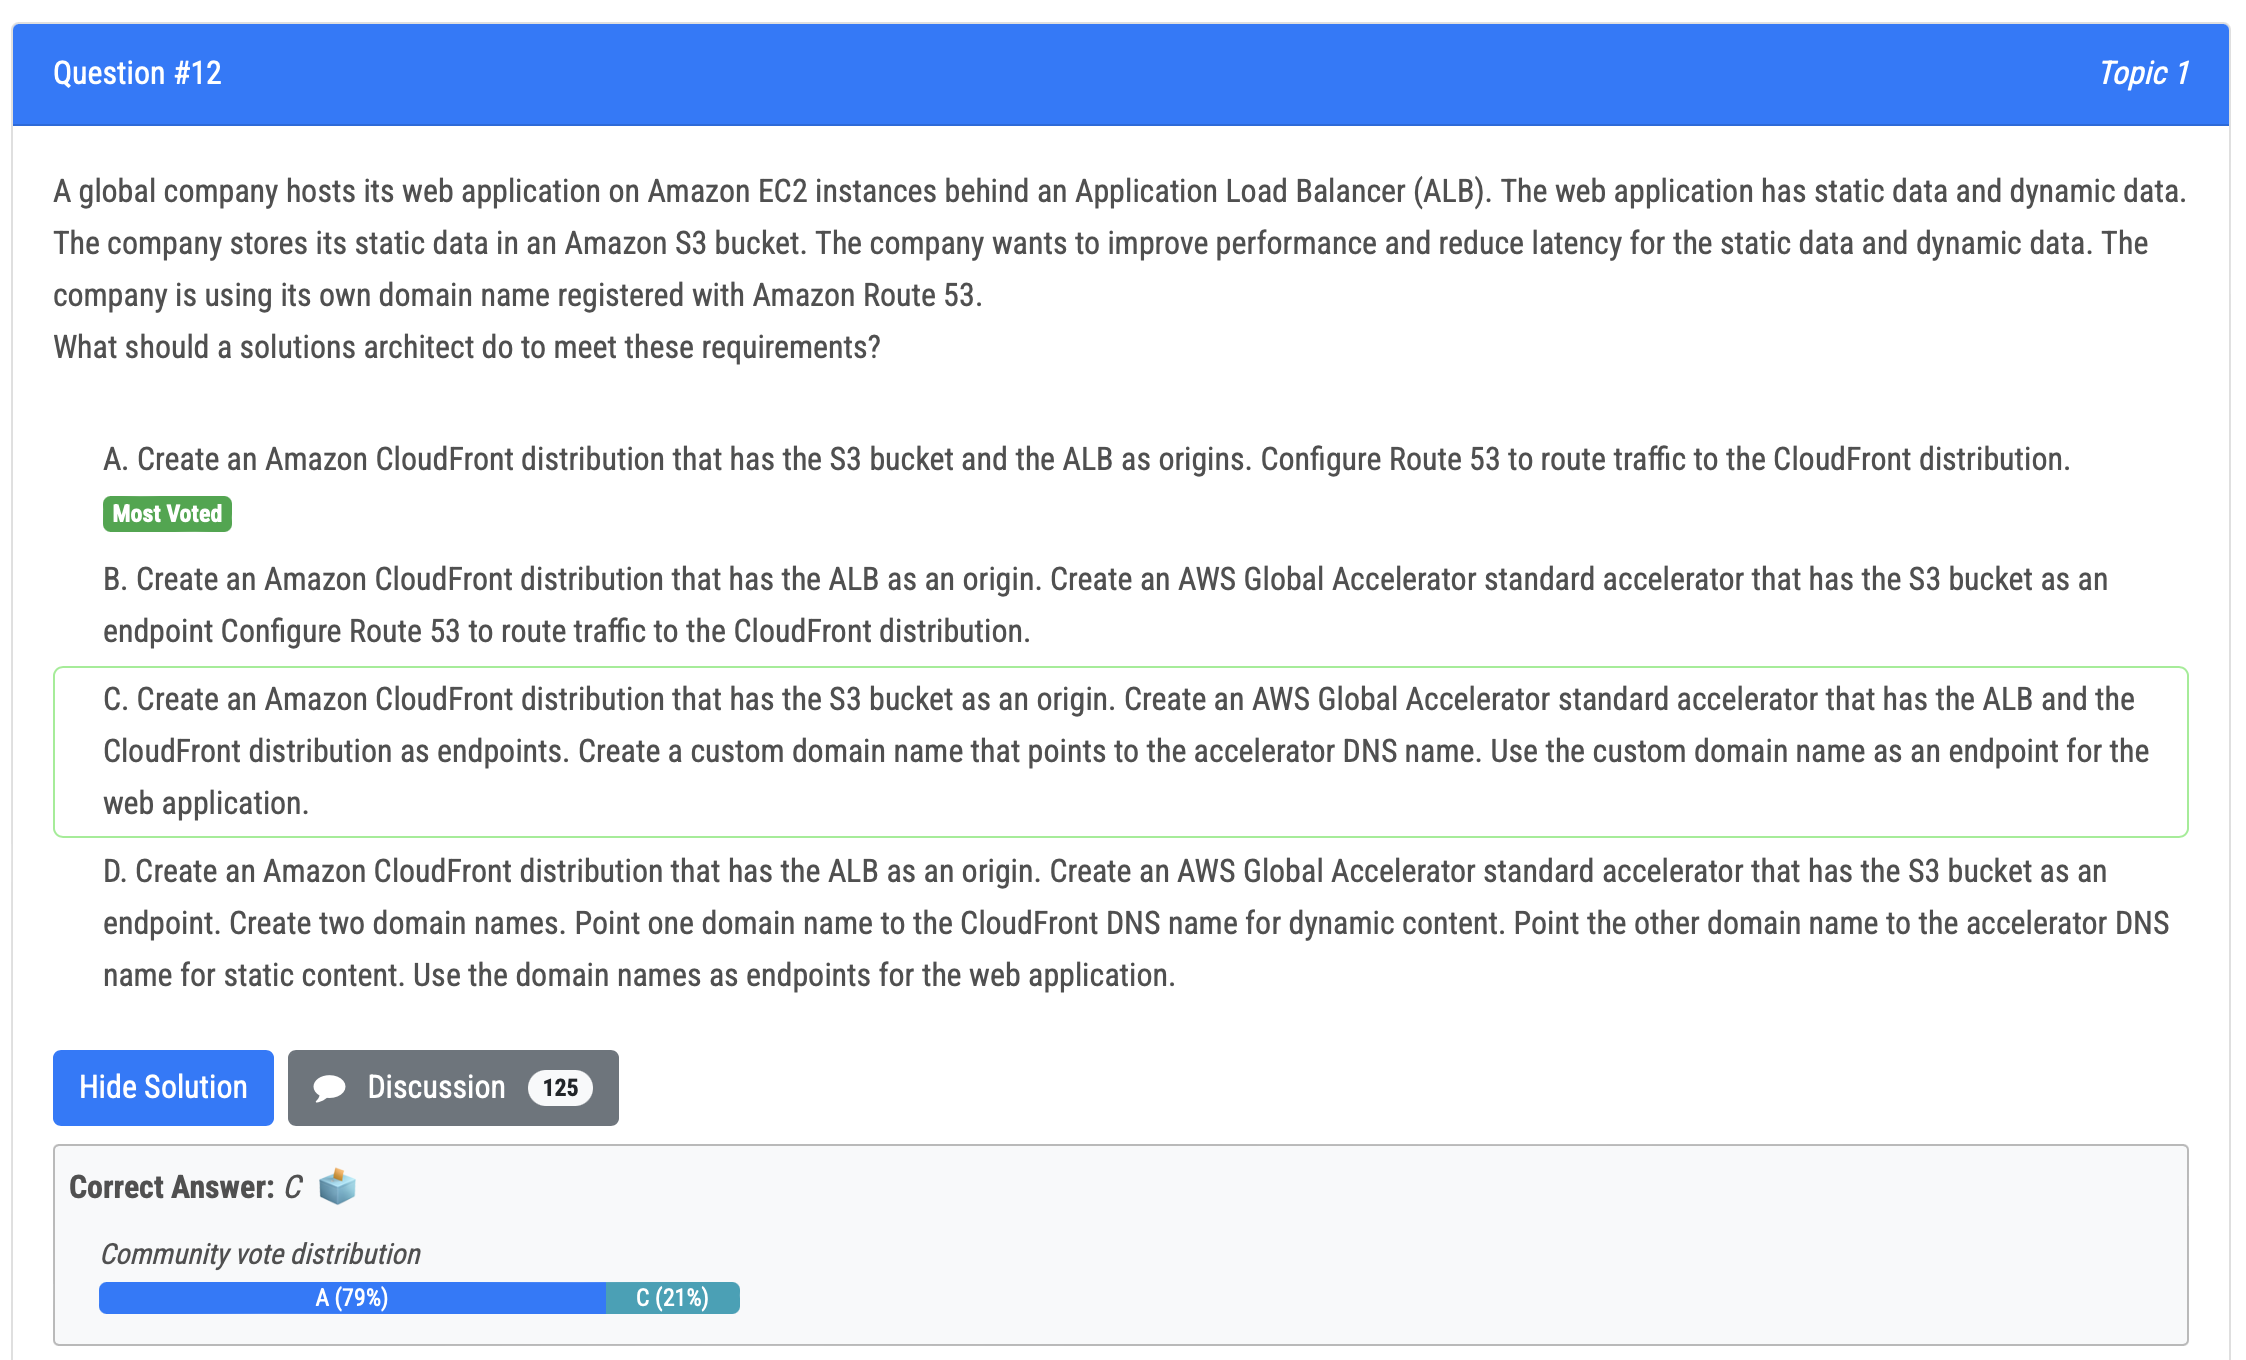 Question #12
Topic 1
A global company hosts its web application on Amazon EC2 instances behind an Application Load Balancer (ALB). The web application has static data and dynamic data.
The company stores its static data in an Amazon S3 bucket. The company wants to improve performance and reduce latency for the static data and dynamic data. The
company is using its own domain name registered with Amazon Route 53.
What should a solutions architect do to meet these requirements?
A. Create an Amazon CloudFront distribution that has the S3 bucket and the ALB as origins. Configure Route 53 to route traffic to the CloudFront distribution.
Most Voted
B. Create an Amazon CloudFront distribution that has the ALB as an origin. Create an AWS Global Accelerator standard accelerator that has the S3 bucket as an
endpoint Configure Route 53 to route traffic to the CloudFront distribution.
C. Create an Amazon CloudFront distribution that has the S3 bucket as an origin. Create an AWS Global Accelerator standard accelerator that has the ALB and the
CloudFront distribution as endpoints. Create a custom domain name that points to the accelerator DNS name. Use the custom domain name as an endpoint for the
web application.
D. Create an Amazon CloudFront distribution that has the ALB as an origin. Create an AWS Global Accelerator standard accelerator that has the S3 bucket as an
endpoint. Create two domain names. Point one domain name to the CloudFront DNS name for dynamic content. Point the other domain name to the accelerator DNS
name for static content. Use the domain names as endpoints for the web application.
Hide Solution
Discussion 125
Correct Answer: C
Community vote distribution
A (79%)
C (21%)